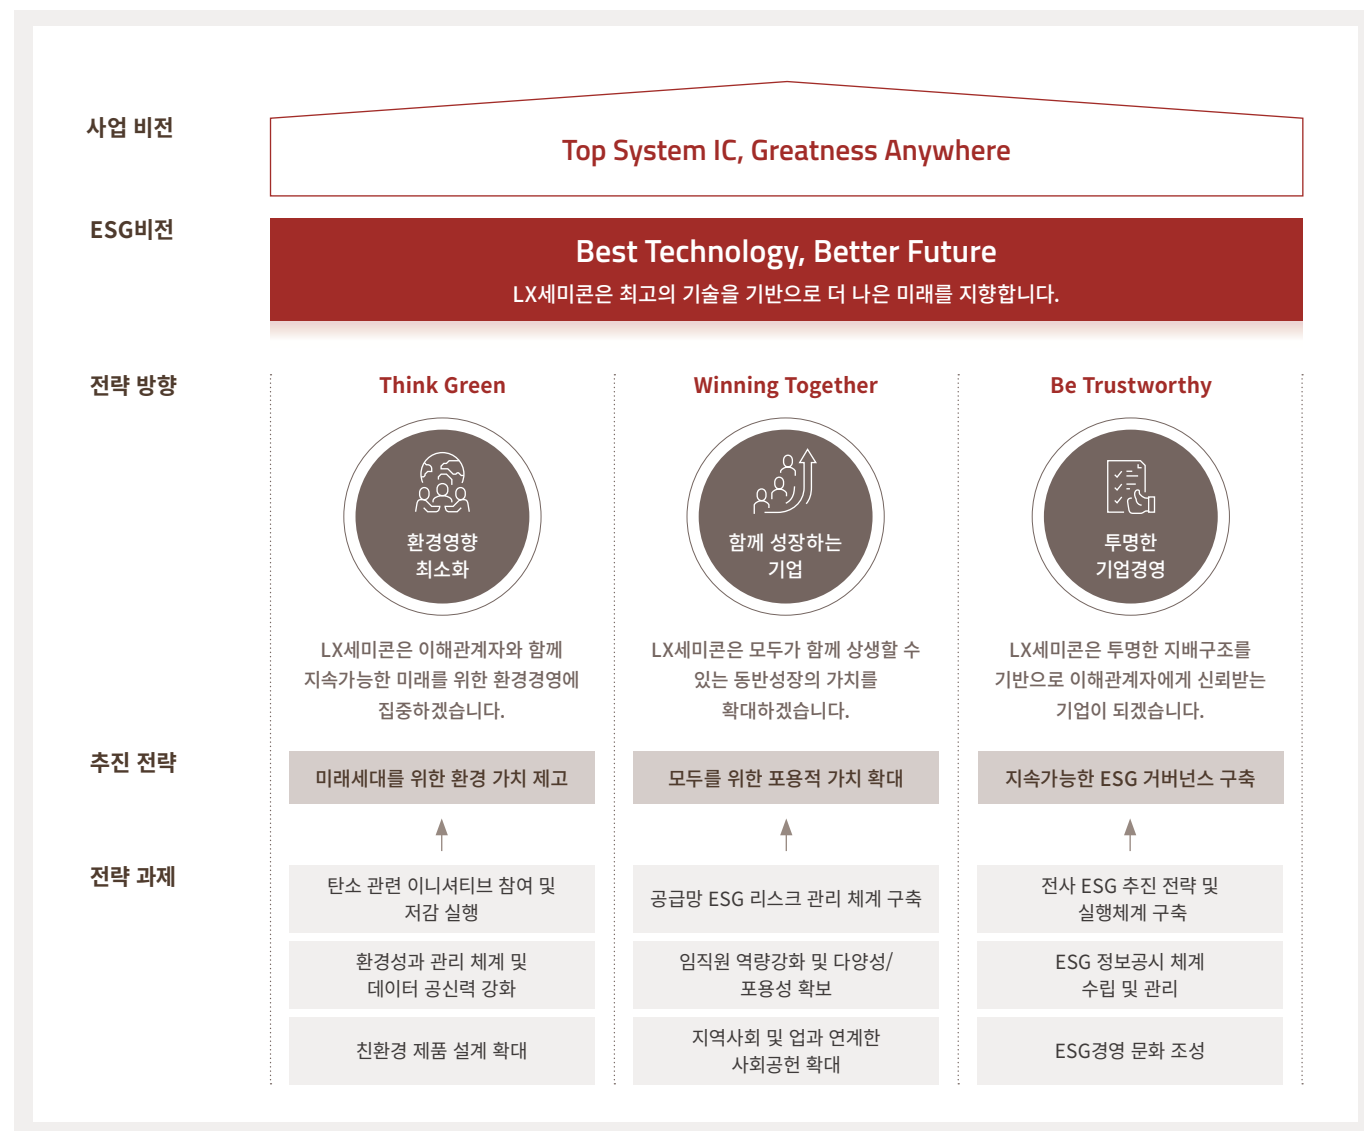 사업 비전
Top System IC, Greatness Anywhere
ESG비전
Best Technology, Better Future
LX세미콘은 최고의 기술을 기반으로 더 나은 미래를 지향합니다.
전략 방향
Think Green
환경영향
최소화
LX세미콘은 이해관계자와 함께
지속가능한 미래를 위한 환경경영에
집중하겠습니다.
Winning Together
함께 성장하는
기업
LX세미콘은 모두가 함께 상생할 수
있는 동반성장의 가치를
확대하겠습니다.
Be Trustworthy
투명한
기업경영
LX세미콘은 투명한 지배구조를
기반으로 이해관계자에게 신뢰받는
기업이 되겠습니다.
추진 전략
미래세대를 위한 환경 가치 제고
모두를 위한 포용적 가치 확대
지속가능한 ESG 거버넌스 구축
전략 과제
탄소 관련 이니셔티브 참여 및
저감 실행
환경성과 관리 체계 및
데이터 공신력 강화
친환경 제품 설계 확대
공급망 ESG 리스크 관리 체계 구축
임직원 역량강화 및 다양성/
포용성 확보
지역사회 및 업과 연계한
사회공헌 확대
전사 ESG 추진 전략 및
실행체계 구축
ESG 정보공시 체계
수립 및 관리
ESG경영 문화 조성